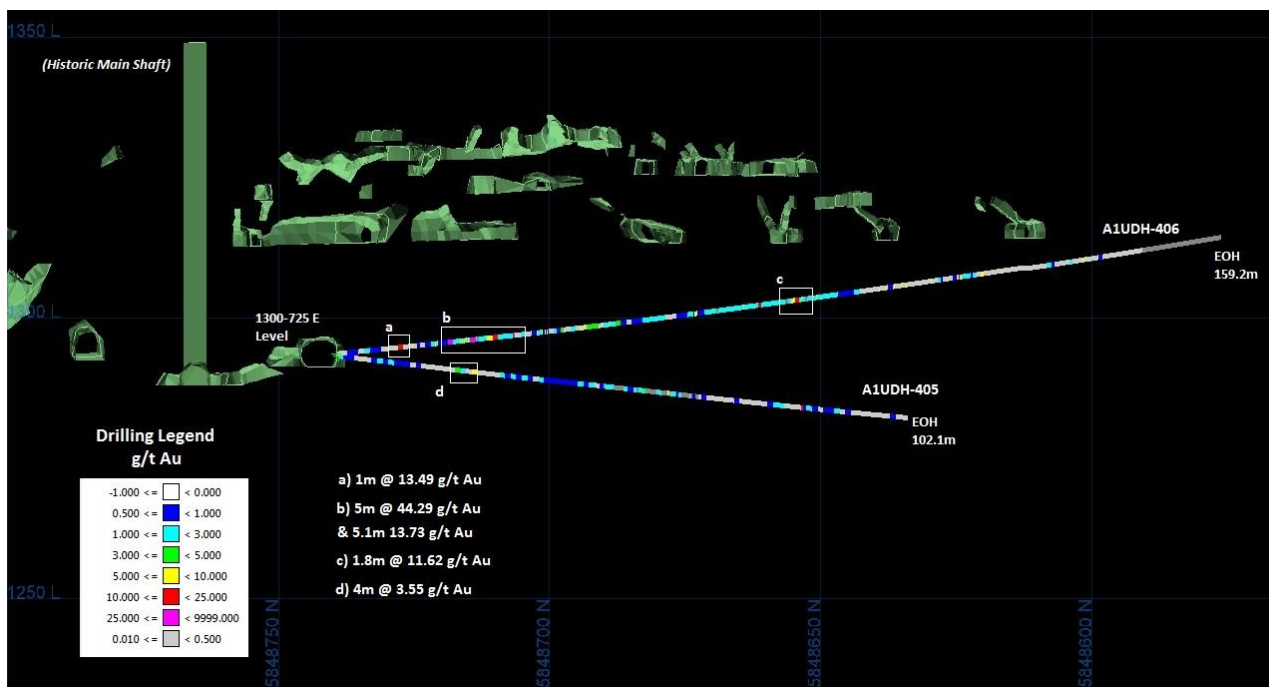 1350 L
(Historic Main Shaft)
A1UDH-406
EOH
159.2m
c
1300 L
1300-725 E
Level
a
b
d
A1UDH-405
EOH
102.1m
Drilling Legend
g/t Au
-1.000 <= < 0.000
0.500 <= < 1.000
1.000 <= < 3.000
3.000 <= < 5.000
5.000 <= < 10.000
10.000 <= < 25.000
25.000 <= < 9999.000
0.010 <= < 0.500
a) 1m @ 13.49 g/t Au
b) 5m @ 44.29 g/t Au
& 5.1m 13.73 g/t Au
c) 1.8m @ 11.62 g/t Au
d) 4m @ 3.55 g/t Au
1250 L
5848750 N
5848700 N
5848650 N
5848600 N